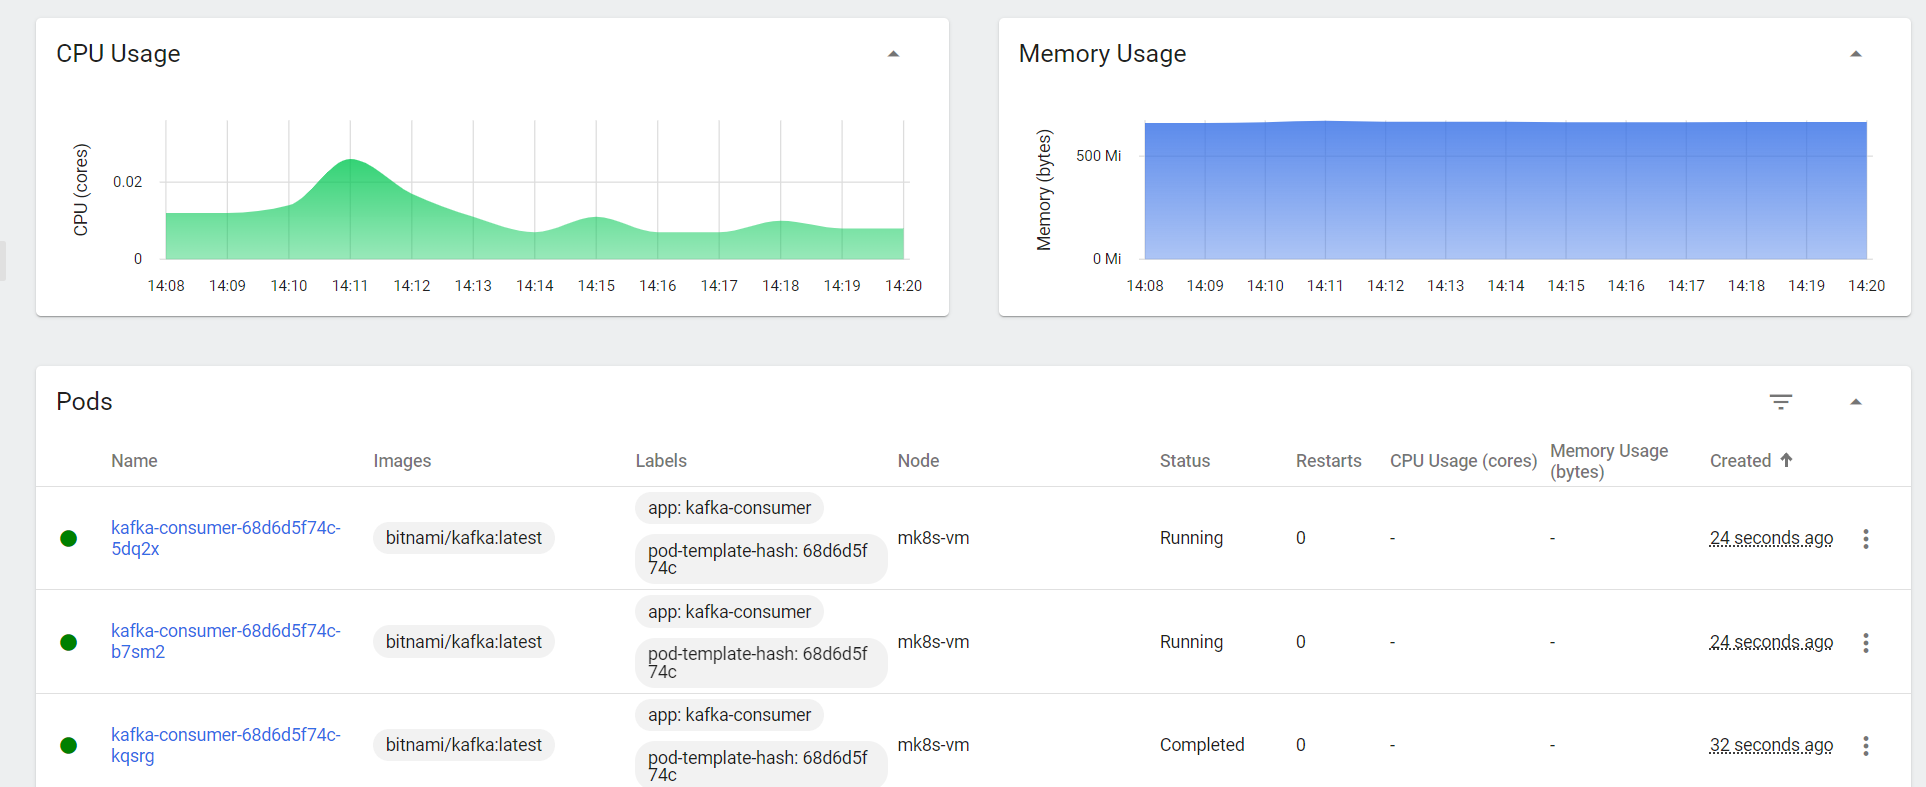 CPU Usage
CPU (cores)
0.02
0
14:08 14:09 14:10 14:11 14:12 14:13 14:14 14:15 14:16 14:17 14:18 14:19 14:20
Memory Usage
Memory (bytes)
500 Mi
0 Mi
14:08 14:09 14:10 14:11 14:12 14:13 14:14 14:15 14:16 14:17 14:18 14:19 14:20
Pods
Name Images Labels Node Status Restarts CPU Usage (cores) Memory Usage
(bytes) Created
kafka-consumer-68d6d5f74c-
5dq2x
bitnami/kafka:latest
app: kafka-consumer
pod-template-hash: 68d6d5f
74c
mk8s-vm Running 0 - - 24 seconds ago
kafka-consumer-68d6d5f74c-
b7sm2
bitnami/kafka:latest
app: kafka-consumer
pod-template-hash: 68d6d5f
74c
mk8s-vm Running 0 - - 24 seconds ago
kafka-consumer-68d6d5f74c-
kqsrg
bitnami/kafka:latest
app: kafka-consumer
pod-template-hash: 68d6d5f
74c
mk8s-vm Completed 0 - - 32 seconds ago